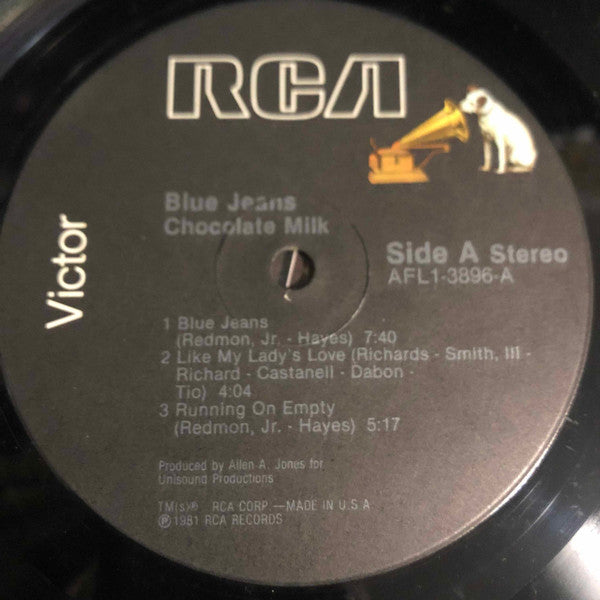 RCA
Victor
Blue Jeans
Chocolate Milk
Side A Stereo
AFL1-3896-A
1 Blue Jeans
(Redmon, Jr. - Hayes) 7:40
2 Like My Lady's Love (Richards - Smith, III -
Richard - Castanell - Dabon -
Tio) 4:04
3 Running On Empty
(Redmon, Jr. - Hayes) 5:17
Produced by Allen A. Jones for
Unisound Productions
TM(s)® RCA CORP.—MADE IN U.S.A
℗1981 RCA RECORDS